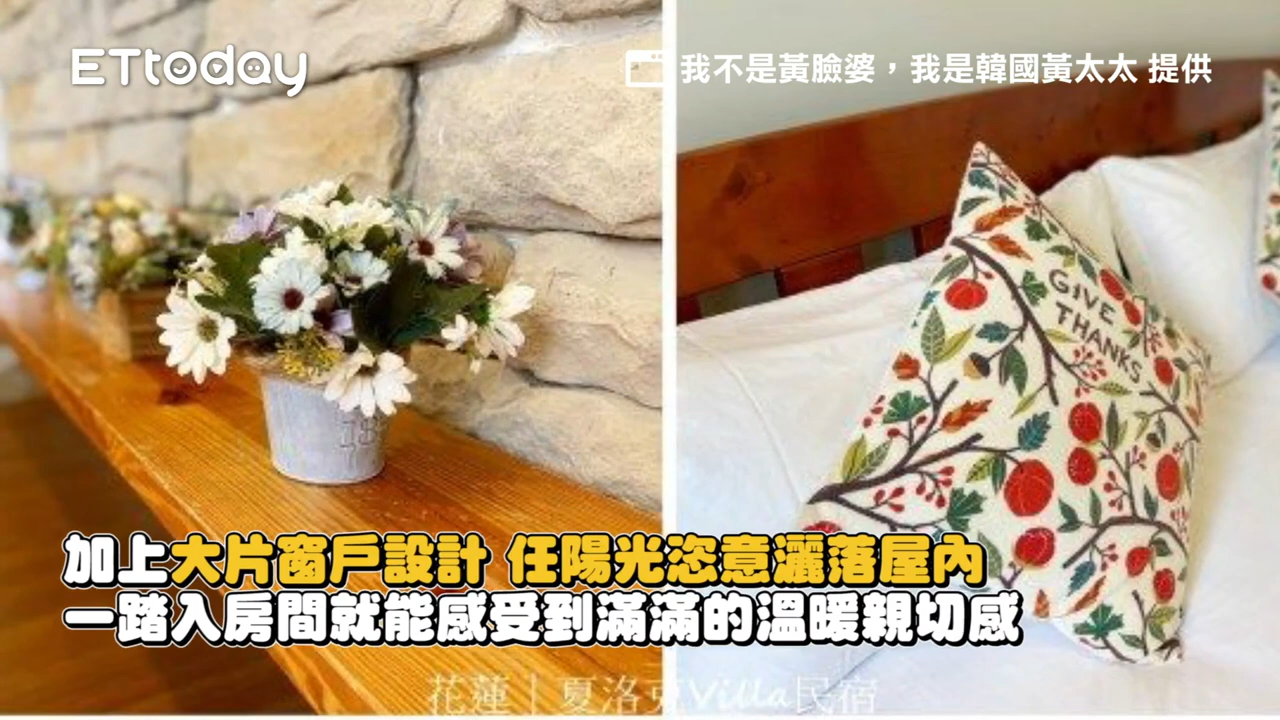 ETtoday
我不是黃臉婆，我是韓國黃太太 提供
GIVE
THANKS
加上大片窗戶設計 任陽光恣意灑落屋內
一踏入房間就能感受到滿滿的溫暖親切感
花蓮｜夏洛克Villa民宿